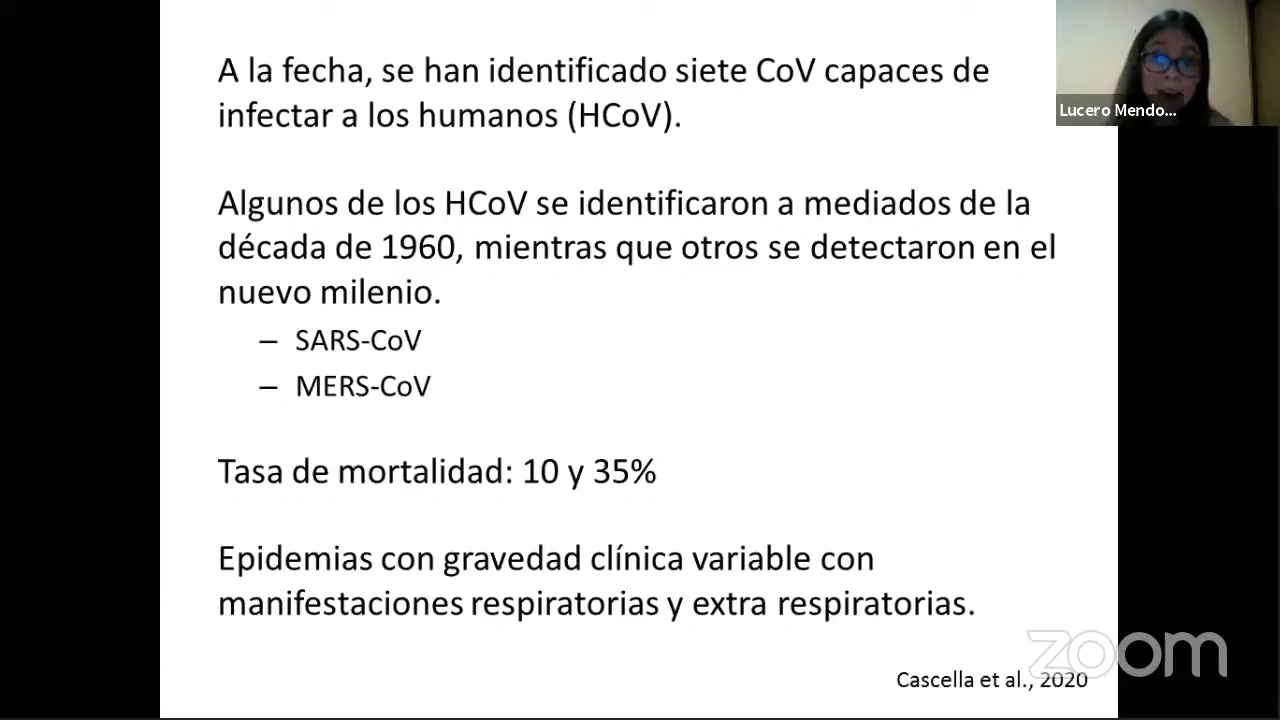 A la fecha, se han identificado siete CoV capaces de
infectar a los humanos (HCoV).
Algunos de los HCoV se identificaron a mediados de la
década de 1960, mientras que otros se detectaron en el
nuevo milenio.
– SARS-CoV
– MERS-CoV
Tasa de mortalidad: 10 y 35%
Epidemias con gravedad clínica variable con
manifestaciones respiratorias y extra respiratorias.
Cascella et al., 2020
Lucero Mendo...
zoom